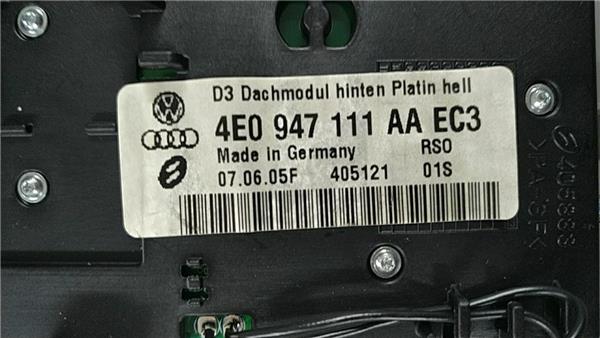 D3 Dachmodul hinten Platin hell
4E0 947 111 AA EC3
Made in Germany RSO
07.06.05F 405121 01S